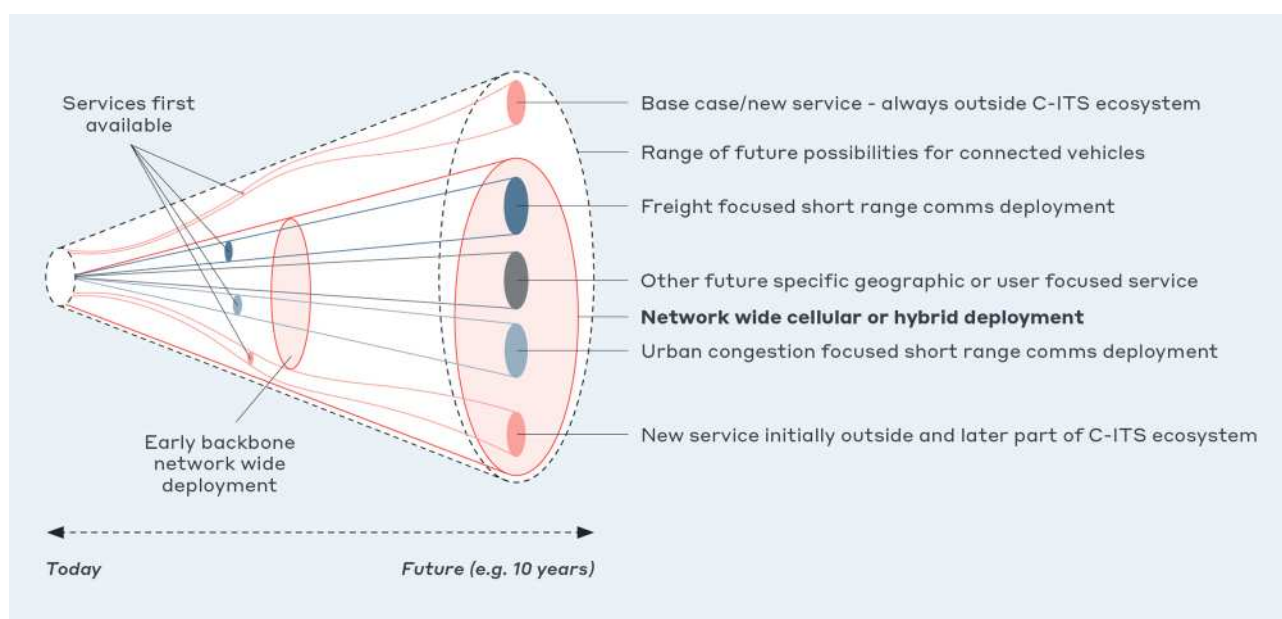 Services first
available
Base case/new service - always outside C-ITS ecosystem
Range of future possibilities for connected vehicles
Freight focused short range comms deployment
Other future specific geographic or user focused service
Network wide cellular or hybrid deployment
Urban congestion focused short range comms deployment
New service initially outside and later part of C-ITS ecosystem
Early backbone
network wide
deployment
Today
Future (e.g. 10 years)